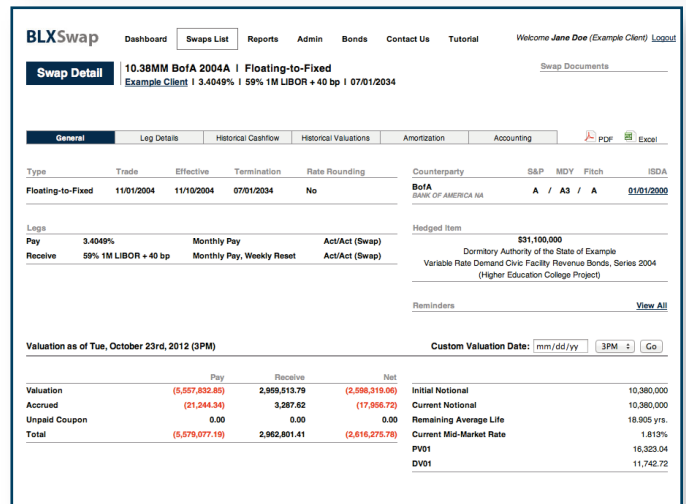 BLXSwap Dashboard Swaps List Reports Admin Bonds Contact Us Tutorial Welcome Jane Doe (Example Client) Logout
Swap Detail
10.38MM BofA 2004A | Floating-to-Fixed
Example Client | 3.4049% | 59% 1M LIBOR + 40 bp | 07/01/2034
Swap Documents
General Leg Details Historical Cashflow Historical Valuations Amortization Accounting PDF Excel
Type Trade Effective Termination Rate Rounding
Floating-to-Fixed 11/01/2004 11/10/2004 07/01/2034 No
Counterparty S&P MDY Fitch ISDA
BofA A / A3 / A 01/01/2000
BANK OF AMERICA NA
Legs
Pay 3.4049% Monthly Pay Act/Act (Swap)
Receive 59% 1M LIBOR + 40 bp Monthly Pay, Weekly Reset Act/Act (Swap)
Hedged Item
$31,100,000
Dormitory Authority of the State of Example
Variable Rate Demand Civic Facility Revenue Bonds, Series 2004
(Higher Education College Project)
Reminders View All
Valuation as of Tue, October 23rd, 2012 (3PM) Custom Valuation Date: mm/dd/yy 3PM Go
Pay Receive Net
Valuation (5,557,832.85) 2,959,513.79 (2,598,319.06)
Accrued (21,244.34) 3,287.62 (17,956.72)
Unpaid Coupon 0.00 0.00 0.00
Total (5,579,077.19) 2,962,801.41 (2,616,275.78)
Initial Notional 10,380,000
Current Notional 10,380,000
Remaining Average Life 18.905 yrs.
Current Mid-Market Rate 1.813%
PV01 16,323.04
DV01 11,742.72